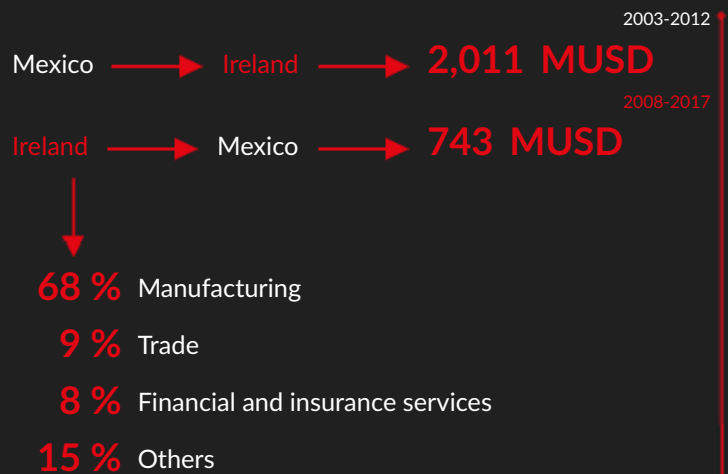 2003-2012
Mexico Ireland 2,011 MUSD
2008-2017
Ireland Mexico 743 MUSD
68 % Manufacturing
9 % Trade
8 % Financial and insurance services
15 % Others